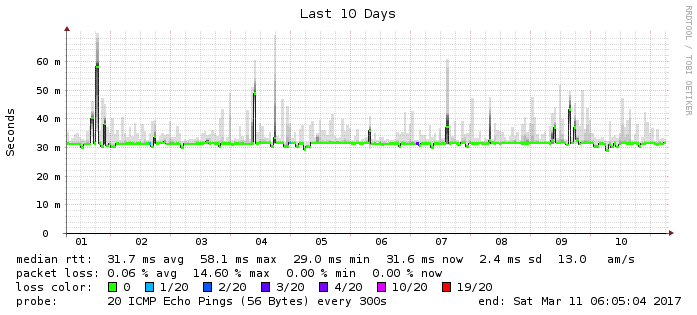 Last 10 Days
RRDTOOL / TOBI OETIKER
Seconds
60 m
50 m
40 m
30 m
20 m
10 m
0
01 02 03 04 05 06 07 08 09 10
median rtt: 31.7 ms avg 58.1 ms max 29.0 ms min 31.6 ms now 2.4 ms sd 13.0 am/s
packet loss: 0.06 % avg 14.60 % max 0.00 % min 0.00 % now
loss color: 0 1/20 2/20 3/20 4/20 10/20 19/20
probe: 20 ICMP Echo Pings (56 Bytes) every 300s end: Sat Mar 11 06:05:04 2017